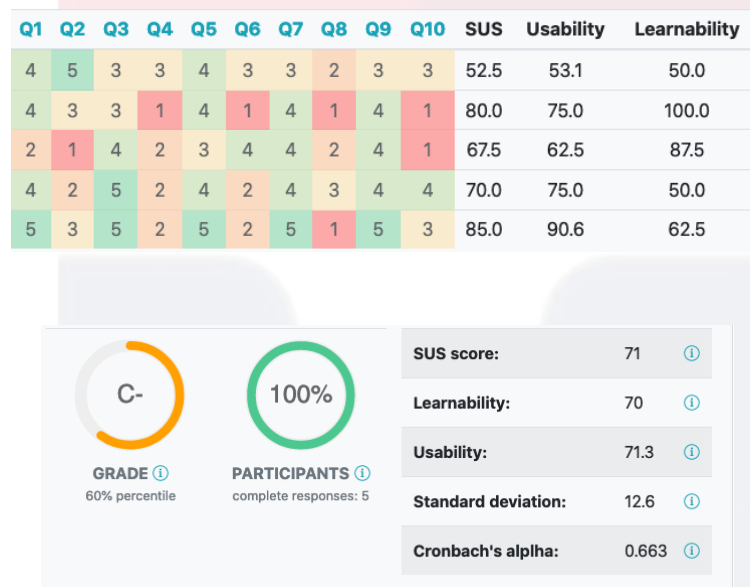 Q1 Q2 Q3 Q4 Q5 Q6 Q7 Q8 Q9 Q10 SUS Usability Learnability
4 5 3 3 4 3 3 2 3 3 52.5 53.1 50.0
4 3 3 1 4 1 4 1 4 1 80.0 75.0 100.0
2 1 4 2 3 4 4 2 4 1 67.5 62.5 87.5
4 2 5 2 4 2 4 3 4 4 70.0 75.0 50.0
5 3 5 2 5 2 5 1 5 3 85.0 90.6 62.5
C-
GRADE i
60% percentile
100%
PARTICIPANTS i
complete responses: 5
SUS score: 71 i
Learnability: 70 i
Usability: 71.3 i
Standard deviation: 12.6 i
Cronbach's alplha: 0.663 i